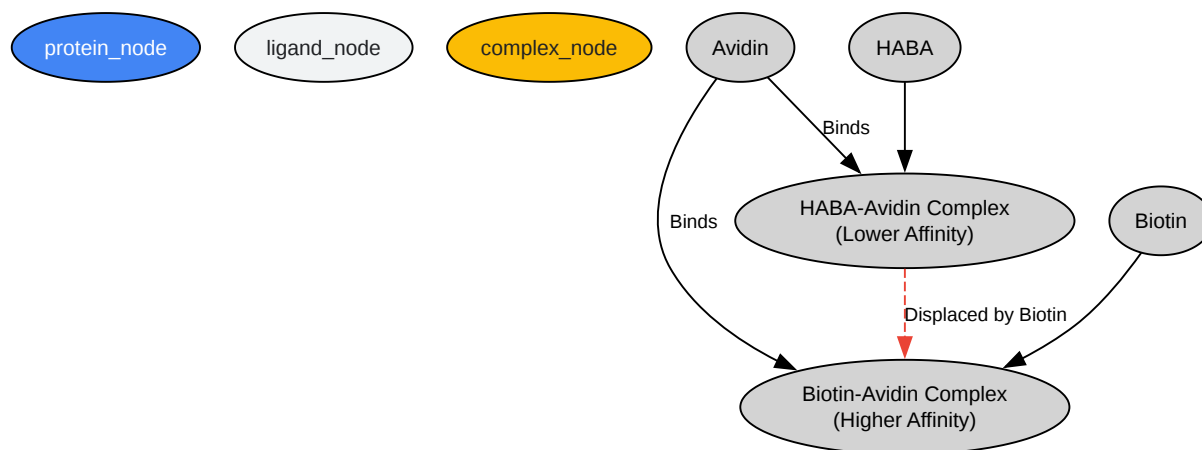 protein_node
ligand_node
complex_node
Avidin
HABA
Binds
HABA-Avidin Complex
(Lower Affinity)
Biotin
Binds
Displaced by Biotin
Biotin-Avidin Complex
(Higher Affinity)